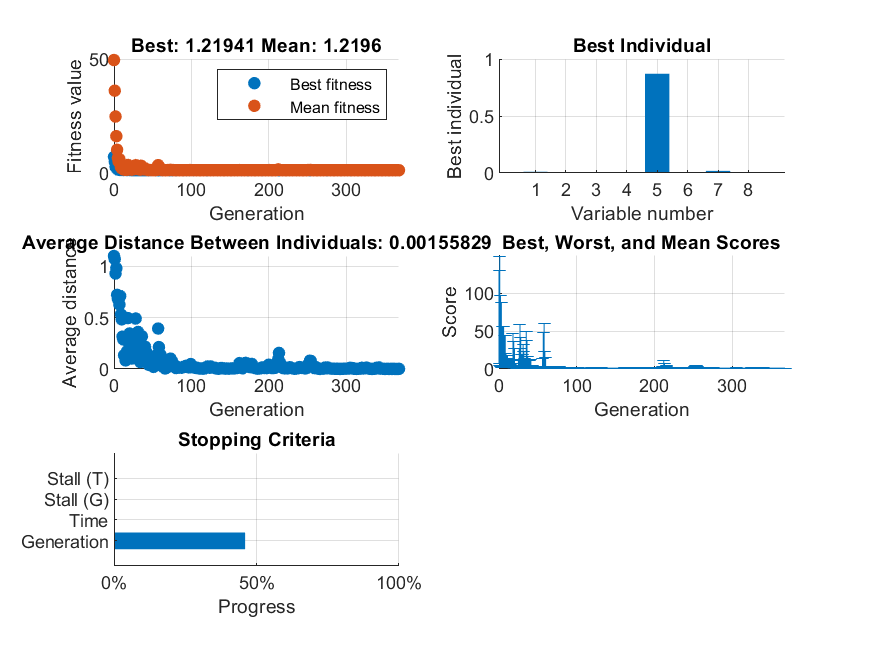 Best: 1.21941 Mean: 1.2196
Fitness value
50
0
0 100 200 300
Generation
Best fitness
Mean fitness
Best Individual
Best individual
1
0.5
0
1 2 3 4 5 6 7 8
Variable number
Average Distance Between Individuals: 0.00155829
Average distance
1
0.5
0
0 100 200 300
Generation
Best, Worst, and Mean Scores
Score
100
50
0
0 100 200 300
Generation
Stopping Criteria
Stall (T)
Stall (G)
Time
Generation
0% 50% 100%
Progress